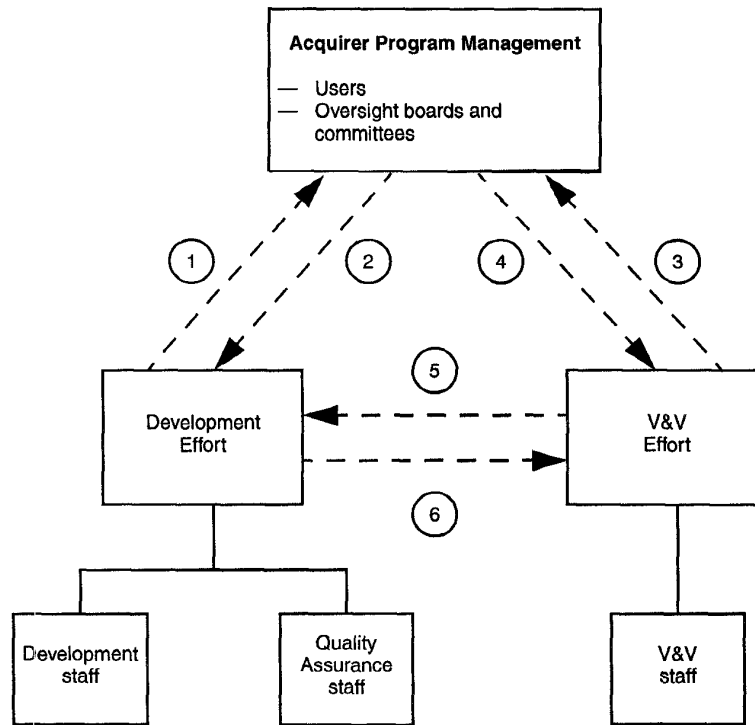 Acquirer Program Management
— Users
— Oversight boards and
committees
1
2
4
3
5
Development
Effort
V&V
Effort
6
Development
staff
Quality
Assurance
staff
V&V
staff